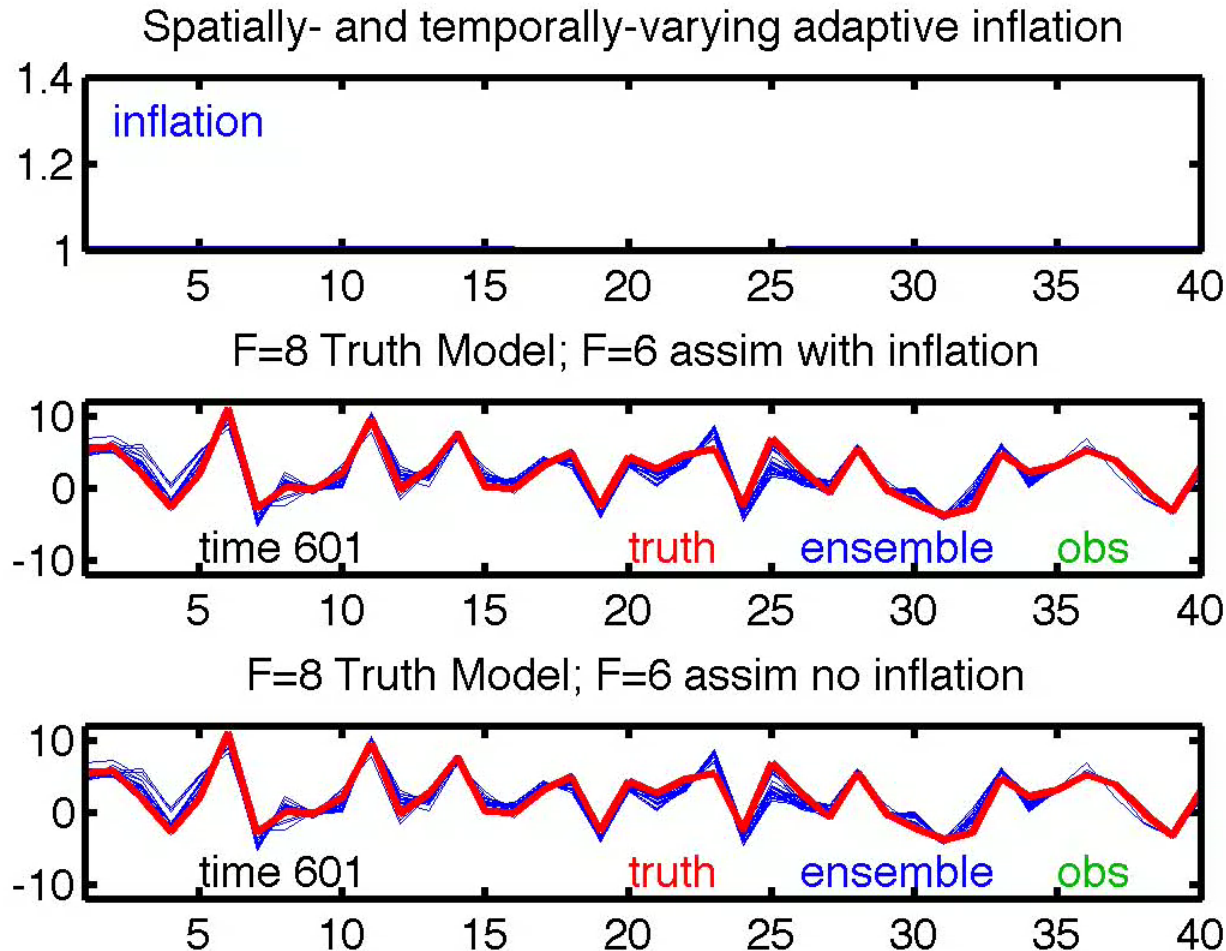 Spatially- and temporally-varying adaptive inflation
1.4
inflation
1.2
1
5 10 15 20 25 30 35 40
F=8 Truth Model; F=6 assim with inflation
10
0
-10
time 601 truth ensemble obs
5 10 15 20 25 30 35 40
F=8 Truth Model; F=6 assim no inflation
10
0
-10
time 601 truth ensemble obs
5 10 15 20 25 30 35 40